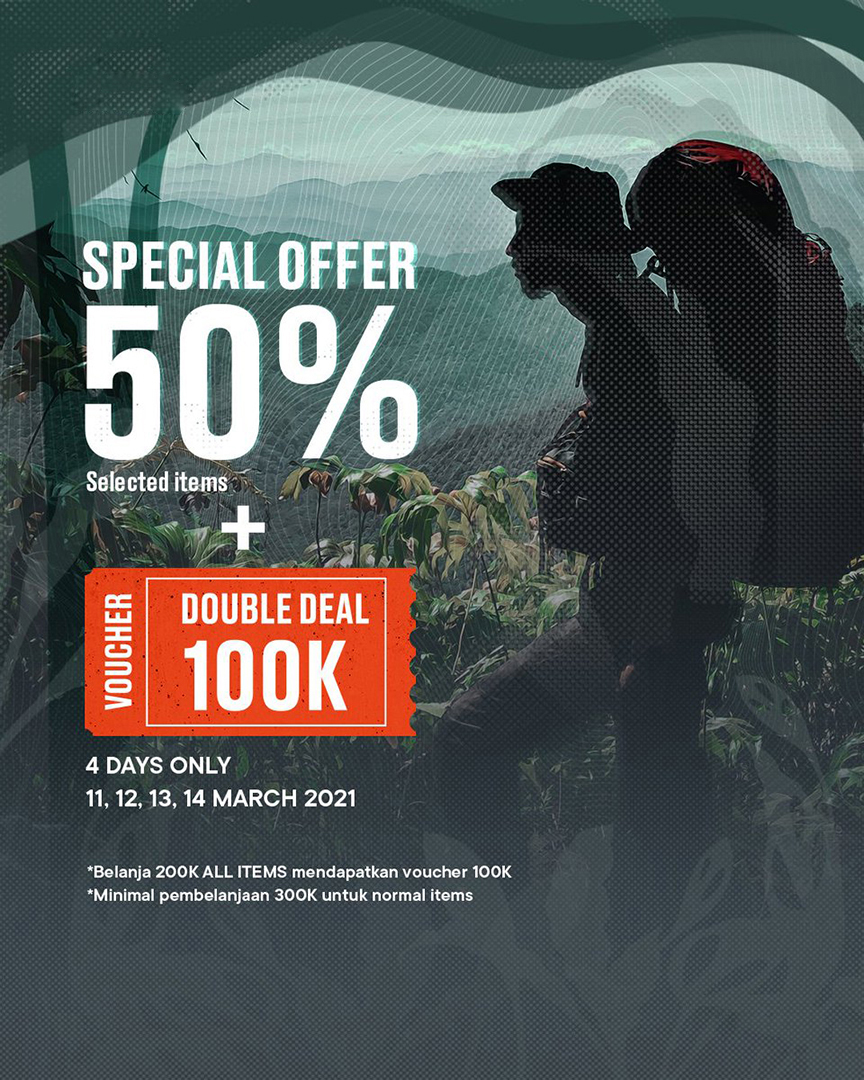 SPECIAL OFFER
50%
Selected items
+
VOUCHER
DOUBLE DEAL
100K
4 DAYS ONLY
11, 12, 13, 14 MARCH 2021
*Belanja 200K ALL ITEMS mendapatkan voucher 100K
*Minimal pembelanjaan 300K untuk normal items